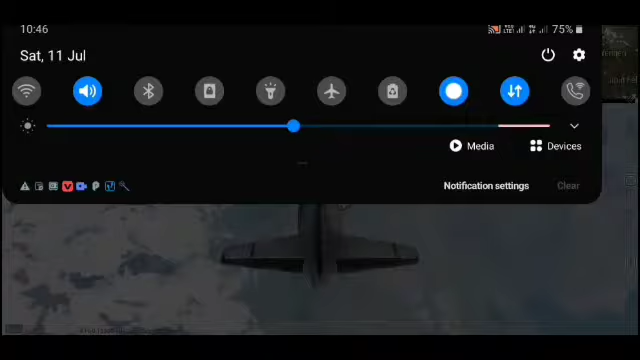 10:46
75%
Sat, 11 Jul
Media
Devices
Notification settings
Clear